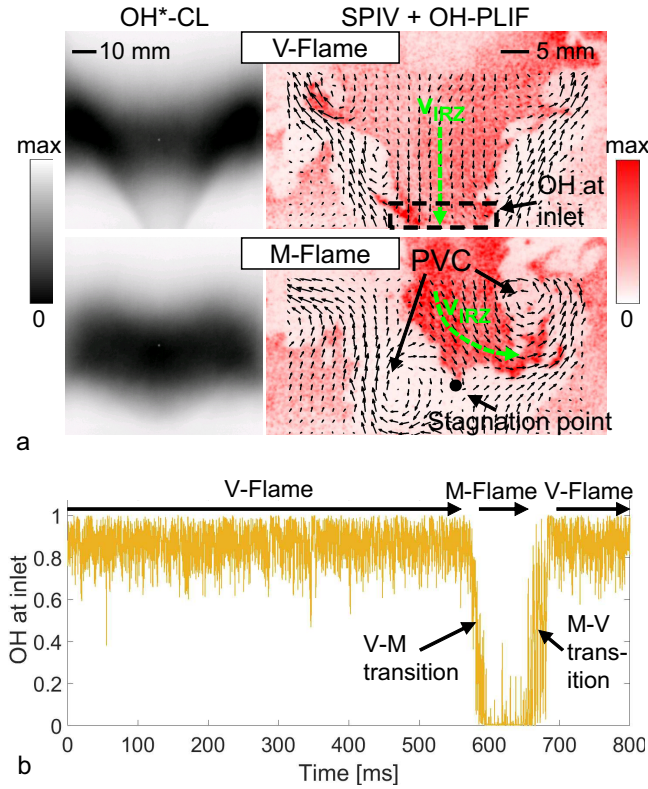 OH*-CL
SPIV + OH-PLIF
10 mm
V-Flame
5 mm
max
0
V_IRZ
OH at
inlet
max
0
M-Flame
PVC
V_IRZ
Stagnation point
a
V-Flame
M-Flame
V-Flame
OH at inlet
1
0.8
0.6
0.4
0.2
0
V-M
transition
M-V
trans-
ition
0
100
200
300
400
500
600
700
800
Time [ms]
b